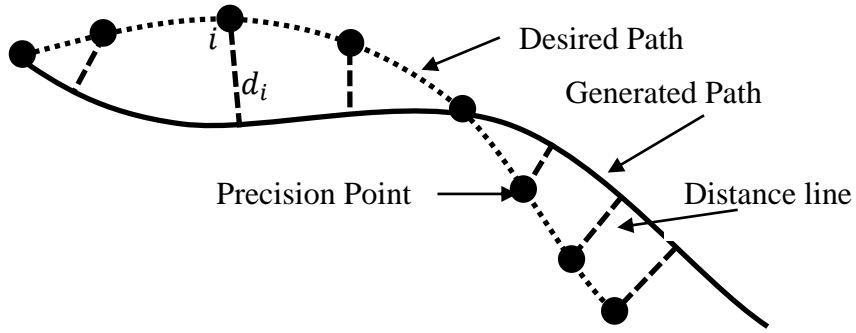 Desired Path
i
d_i
Generated Path
Precision Point
Distance line